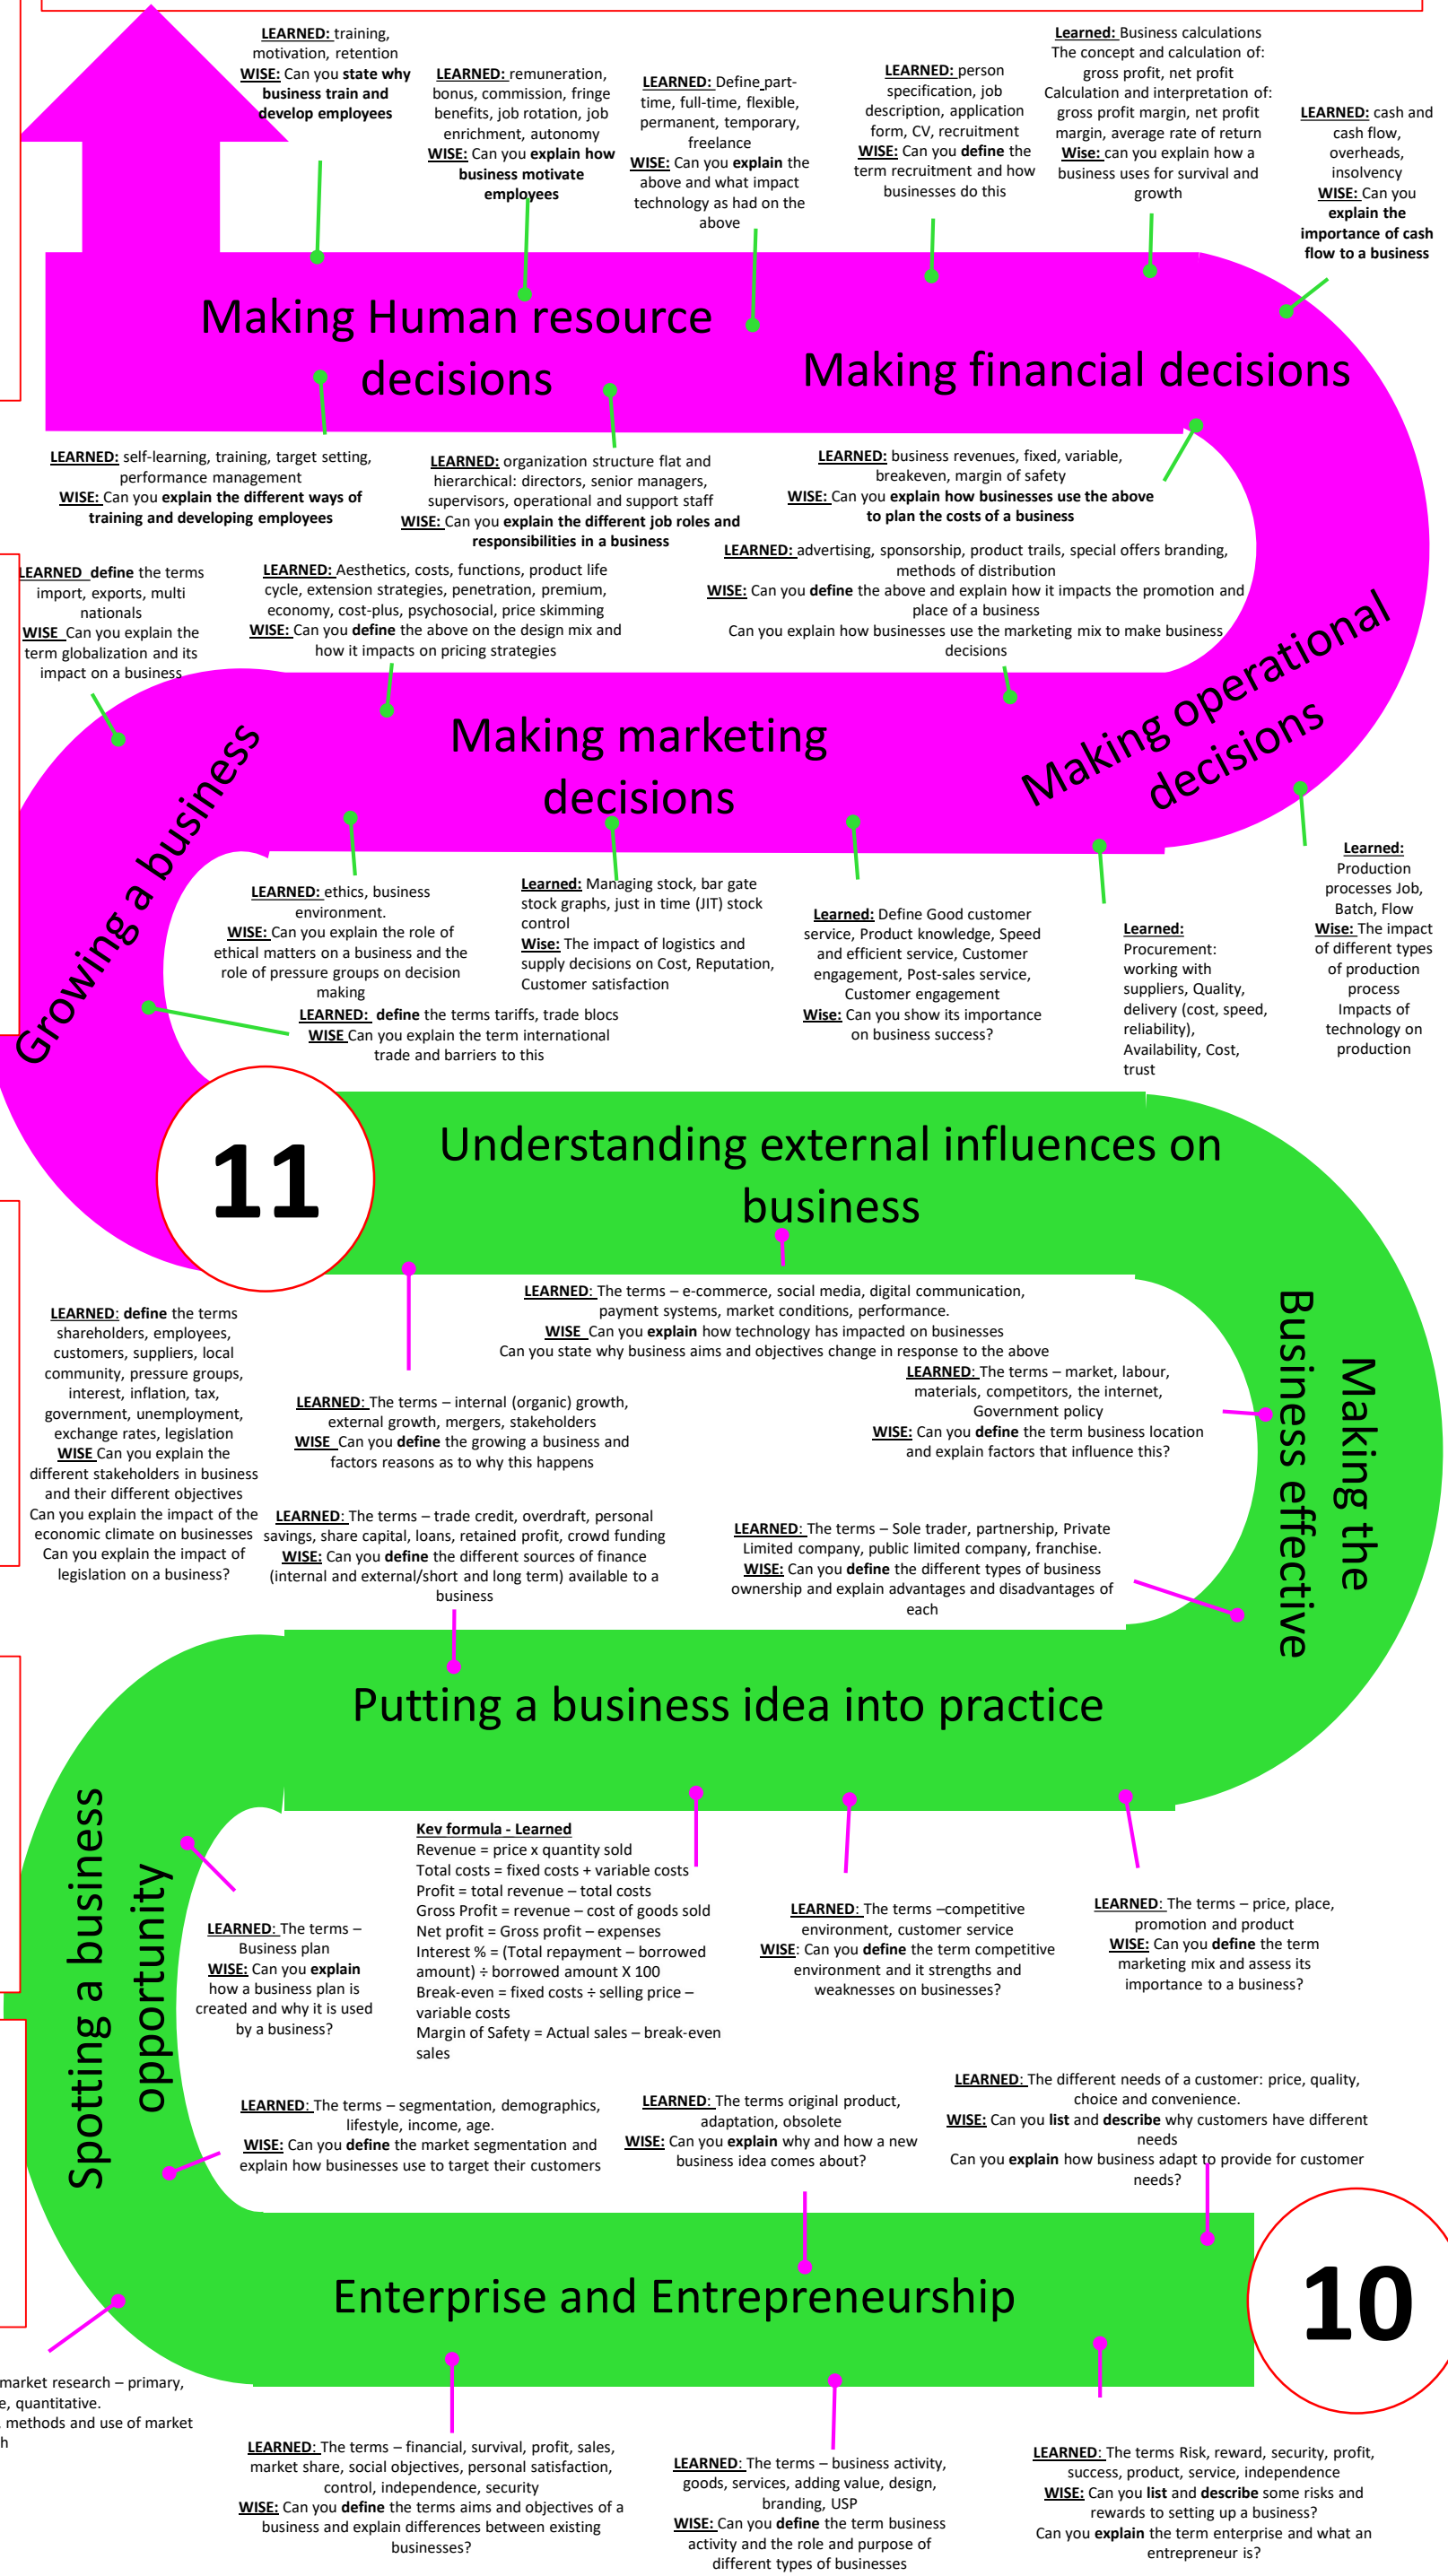 LEARNED: training,
motivation, retention
WISE: Can you state why
business train and
develop employees
LEARNED: remuneration,
bonus, commission, fringe
benefits, job rotation, job
enrichment, autonomy
WISE: Can you explain how
business motivate
employees
LEARNED: Define part-
time, full-time, flexible,
permanent, temporary,
freelance
WISE: Can you explain the
above and what impact
technology as had on the
above
LEARNED: person
specification, job
description, application
form, CV, recruitment
WISE: Can you define the
term recruitment and how
businesses do this
Learned: Business calculations
The concept and calculation of:
gross profit, net profit
Calculation and interpretation of:
gross profit margin, net profit
margin, average rate of return
Wise: can you explain how a
business uses for survival and
growth
LEARNED: cash and
cash flow,
overheads,
insolvency
WISE: Can you
explain the
importance of cash
flow to a business
Making Human resource
decisions
Making financial decisions
LEARNED: self-learning, training, target setting,
performance management
WISE: Can you explain the different ways of
training and developing employees
LEARNED: organization structure flat and
hierarchical: directors, senior managers,
supervisors, operational and support staff
WISE: Can you explain the different job roles and
responsibilities in a business
LEARNED: business revenues, fixed, variable,
breakeven, margin of safety
WISE: Can you explain how businesses use the above
to plan the costs of a business
LEARNED define the terms
import, exports, multi
nationals
WISE Can you explain the
term globalization and its
impact on a business
LEARNED: Aesthetics, costs, functions, product life
cycle, extension strategies, penetration, premium,
economy, cost-plus, psychosocial, price skimming
WISE: Can you define the above on the design mix and
how it impacts on pricing strategies
LEARNED: advertising, sponsorship, product trails, special offers branding,
methods of distribution
WISE: Can you define the above and explain how it impacts the promotion and
place of a business
Can you explain how businesses use the marketing mix to make business
decisions
Making operational
decisions
Making marketing
decisions
Growing a business
LEARNED: ethics, business
environment.
WISE: Can you explain the role of
ethical matters on a business and the
role of pressure groups on decision
making
Learned: Managing stock, bar gate
stock graphs, just in time (JIT) stock
control
Wise: The impact of logistics and
supply decisions on Cost, Reputation,
Customer satisfaction
Learned: Define Good customer
service, Product knowledge, Speed
and efficient service, Customer
engagement, Post-sales service,
Customer engagement
Wise: Can you show its importance
on business success?
Learned:
Procurement:
working with
suppliers, Quality,
delivery (cost, speed,
reliability),
Availability, Cost,
trust
Learned:
Production
processes Job,
Batch, Flow
Wise: The impact
of different types
of production
process
Impacts of
technology on
production
LEARNED: define the terms tariffs, trade blocs
WISE Can you explain the term international
trade and barriers to this
11
Understanding external influences on
business
LEARNED: The terms – e-commerce, social media, digital communication,
payment systems, market conditions, performance.
WISE Can you explain how technology has impacted on businesses
Can you state why business aims and objectives change in response to the above
LEARNED: define the terms
shareholders, employees,
customers, suppliers, local
community, pressure groups,
interest, inflation, tax,
government, unemployment,
exchange rates, legislation
WISE Can you explain the
different stakeholders in business
and their different objectives
Can you explain the impact of the
economic climate on businesses
Can you explain the impact of
legislation on a business?
LEARNED: The terms – internal (organic) growth,
external growth, mergers, stakeholders
WISE Can you define the growing a business and
factors reasons as to why this happens
LEARNED: The terms – market, labour,
materials, competitors, the internet,
Government policy
WISE: Can you define the term business location
and explain factors that influence this?
Making the
Business effective
LEARNED: The terms – trade credit, overdraft, personal
savings, share capital, loans, retained profit, crowd funding
WISE: Can you define the different sources of finance
(internal and external/short and long term) available to a
business
LEARNED: The terms – Sole trader, partnership, Private
Limited company, public limited company, franchise.
WISE: Can you define the different types of business
ownership and explain advantages and disadvantages of
each
Putting a business idea into practice
Spotting a business
opportunity
LEARNED: The terms –
Business plan
WISE: Can you explain
how a business plan is
created and why it is used
by a business?
Key formula - Learned
Revenue = price x quantity sold
Total costs = fixed costs + variable costs
Profit = total revenue – total costs
Gross Profit = revenue – cost of goods sold
Net profit = Gross profit – expenses
Interest % = (Total repayment – borrowed
amount) ÷ borrowed amount X 100
Break-even = fixed costs ÷ selling price –
variable costs
Margin of Safety = Actual sales – break-even
sales
LEARNED: The terms –competitive
environment, customer service
WISE: Can you define the term competitive
environment and it strengths and
weaknesses on businesses?
LEARNED: The terms – price, place,
promotion and product
WISE: Can you define the term
marketing mix and assess its
importance to a business?
LEARNED: The terms – segmentation, demographics,
lifestyle, income, age.
WISE: Can you define the market segmentation and
explain how businesses use to target their customers
LEARNED: The terms original product,
adaptation, obsolete
WISE: Can you explain why and how a new
business idea comes about?
LEARNED: The different needs of a customer: price, quality,
choice and convenience.
WISE: Can you list and describe why customers have different
needs
Can you explain how business adapt to provide for customer
needs?
Enterprise and Entrepreneurship
10
market research – primary,
e, quantitative.
methods and use of market
h
LEARNED: The terms – financial, survival, profit, sales,
market share, social objectives, personal satisfaction,
control, independence, security
WISE: Can you define the terms aims and objectives of a
business and explain differences between existing
businesses?
LEARNED: The terms – business activity,
goods, services, adding value, design,
branding, USP
WISE: Can you define the term business
activity and the role and purpose of
different types of businesses
LEARNED: The terms Risk, reward, security, profit,
success, product, service, independence
WISE: Can you list and describe some risks and
rewards to setting up a business?
Can you explain the term enterprise and what an
entrepreneur is?